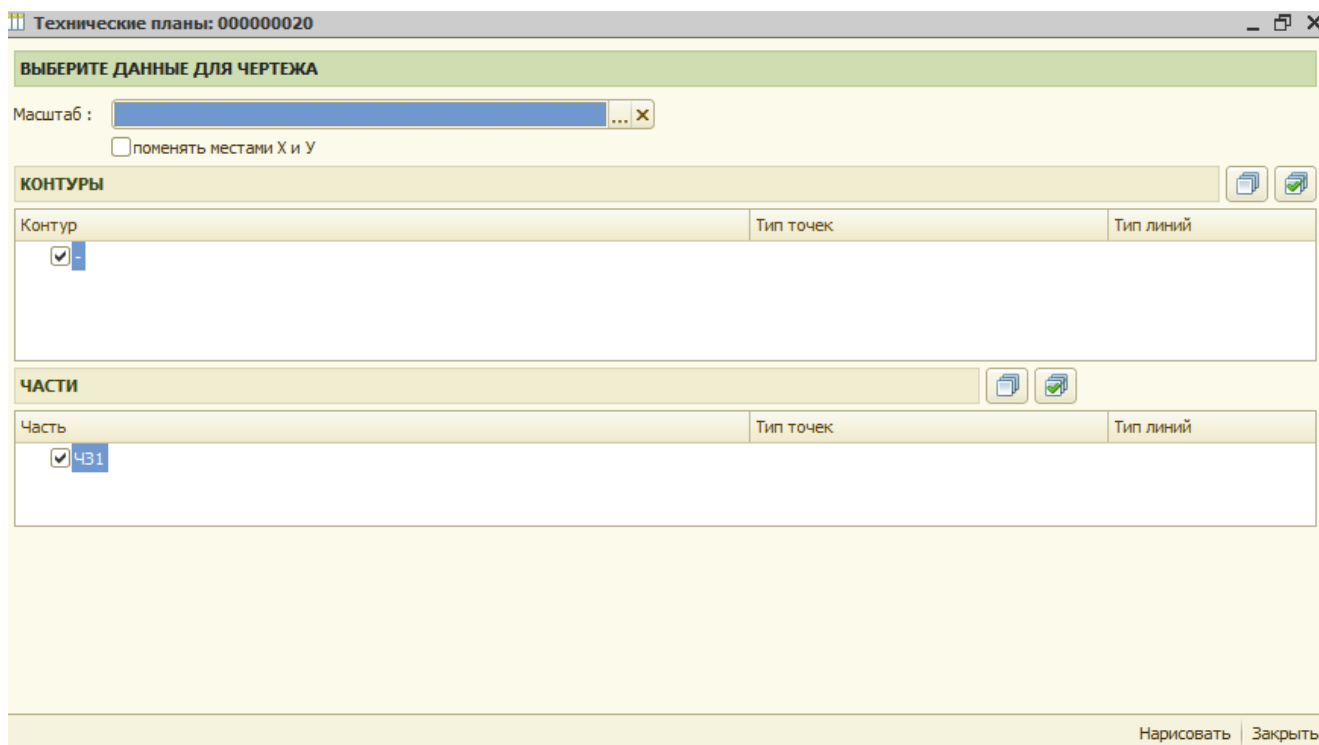 Технические планы: 000000020
ВЫБЕРИТЕ ДАННЫЕ ДЛЯ ЧЕРТЕЖА
Масштаб :
...
поменять местами X и У
КОНТУРЫ
Контур Тип точек Тип линий
-
ЧАСТИ
Часть Тип точек Тип линий
ЧЗ1
Нарисовать Закрыть